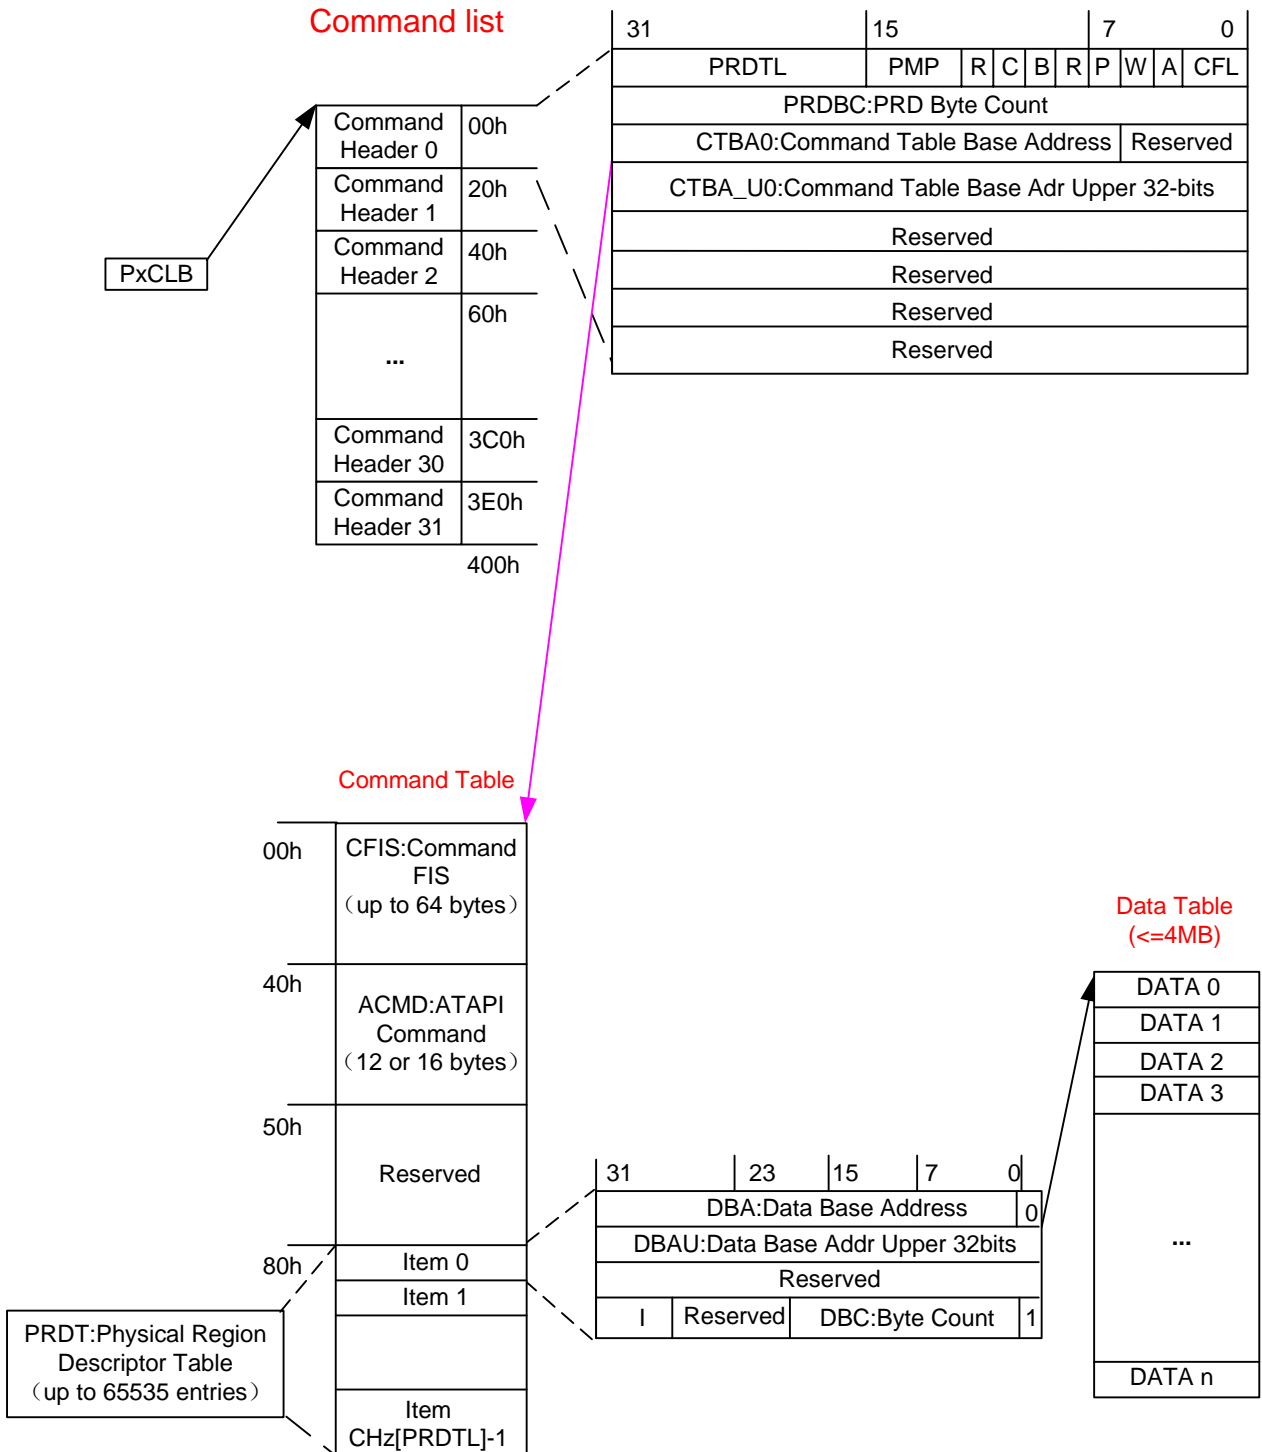 Command list
31 15 7 0
PRDTL PMP R C B R P W A CFL
PRDBC:PRD Byte Count
CTBA0:Command Table Base Address Reserved
CTBA_U0:Command Table Base Adr Upper 32-bits
Reserved
Reserved
Reserved
Reserved
PxCLB
Command
Header 0
00h
Command
Header 1
20h
Command
Header 2
40h
60h
...
Command
Header 30
3C0h
Command
Header 31
3E0h
400h
Command Table
00h
CFIS:Command
FIS
（up to 64 bytes）
40h
ACMD:ATAPI
Command
（12 or 16 bytes）
50h
Reserved
80h
Item 0
Item 1
Item
CHz[PRDTL]-1
PRDT:Physical Region
Descriptor Table
（up to 65535 entries）
31 23 15 7 0
DBA:Data Base Address 0
DBAU:Data Base Addr Upper 32bits
Reserved
I Reserved DBC:Byte Count 1
Data Table
(<=4MB)
DATA 0
DATA 1
DATA 2
DATA 3
...
DATA n